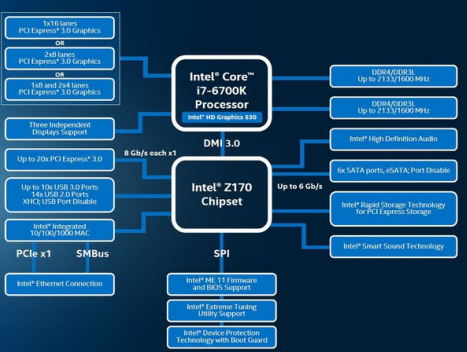 1x16 lanes
PCI Express* 3.0 Graphics
OR
2x8 lanes
PCI Express* 3.0 Graphics
OR
1x8 and 2x4 lanes
PCI Express* 3.0 Graphics
Intel® Core™
i7-6700K
Processor
Intel® HD Graphics 530
DDR4/DDR3L
Up to 2133/1600 MHz
DDR4/DDR3L
Up to 2133/1600 MHz
Three Independent
Displays Support
DMI 3.0
Intel® High Definition Audio
Up to 20x PCI Express* 3.0
8 Gb/s each x1
6x SATA ports, eSATA; Port Disable
Up to 6 Gb/s
Up to 10x USB 3.0 Ports
14x USB 2.0 Ports
XHCI; USB Port Disable
Intel® Z170
Chipset
Intel® Rapid Storage Technology
for PCI Express Storage
Intel® Integrated
10/100/1000 MAC
Intel® Smart Sound Technology
PCIe x1
SMBus
SPI
Intel® Ethernet Connection
Intel® ME 11 Firmware
and BIOS Support
Intel® Extreme Tuning
Utility Support
Intel® Device Protection
Technology with Boot Guard